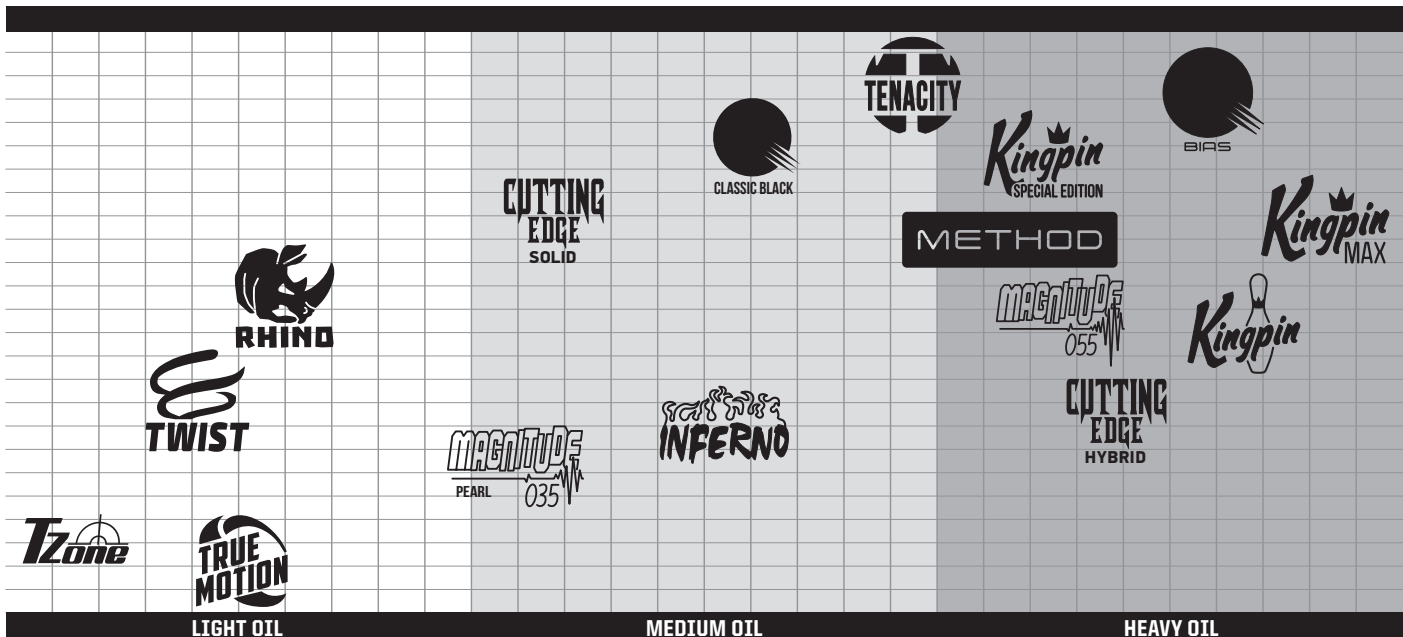 TENACITY
BIAS
Kingpin
SPECIAL EDITION
CLASSIC BLACK
CUTTING
EDGE
SOLID
METHOD
Kingpin
MAX
RHINO
MAGNITUDE
055
Kingpin
TWIST
CUTTING
EDGE
HYBRID
INFERNO
MAGNITUDE
PEARL 035
TZone
TRUE
MOTION
LIGHT OIL
MEDIUM OIL
HEAVY OIL